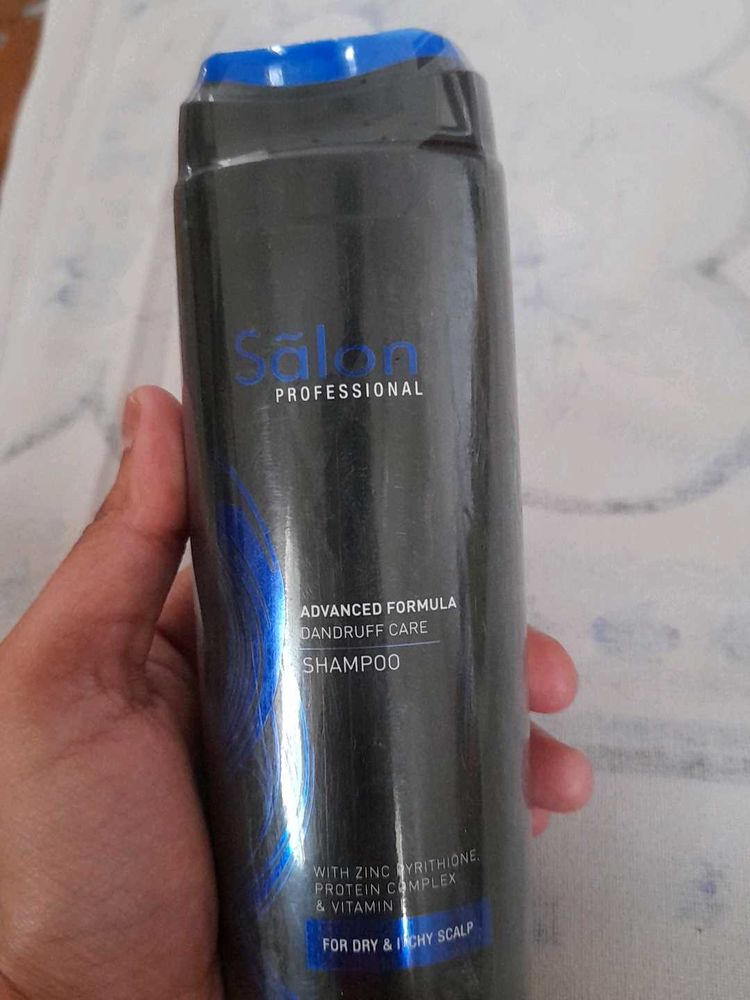 Sālon
PROFESSIONAL
ADVANCED FORMULA
DANDRUFF CARE
SHAMPOO
WITH ZINC PYRITHIONE,
PROTEIN COMPLEX
& VITAMIN
FOR DRY & ITCHY SCALP